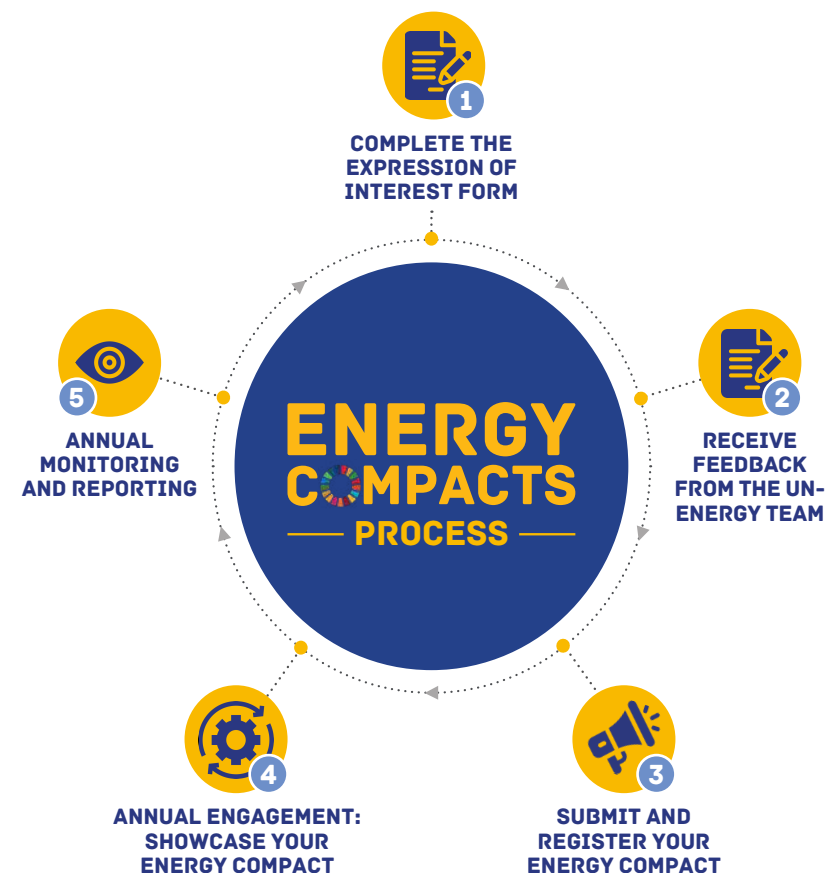 1
COMPLETE THE
EXPRESSION OF
INTEREST FORM
2
RECEIVE
FEEDBACK
FROM THE UN-
ENERGY TEAM
3
SUBMIT AND
REGISTER YOUR
ENERGY COMPACT
4
ANNUAL ENGAGEMENT:
SHOWCASE YOUR
ENERGY COMPACT
5
ANNUAL
MONITORING
AND REPORTING
ENERGY
COMPACTS
PROCESS